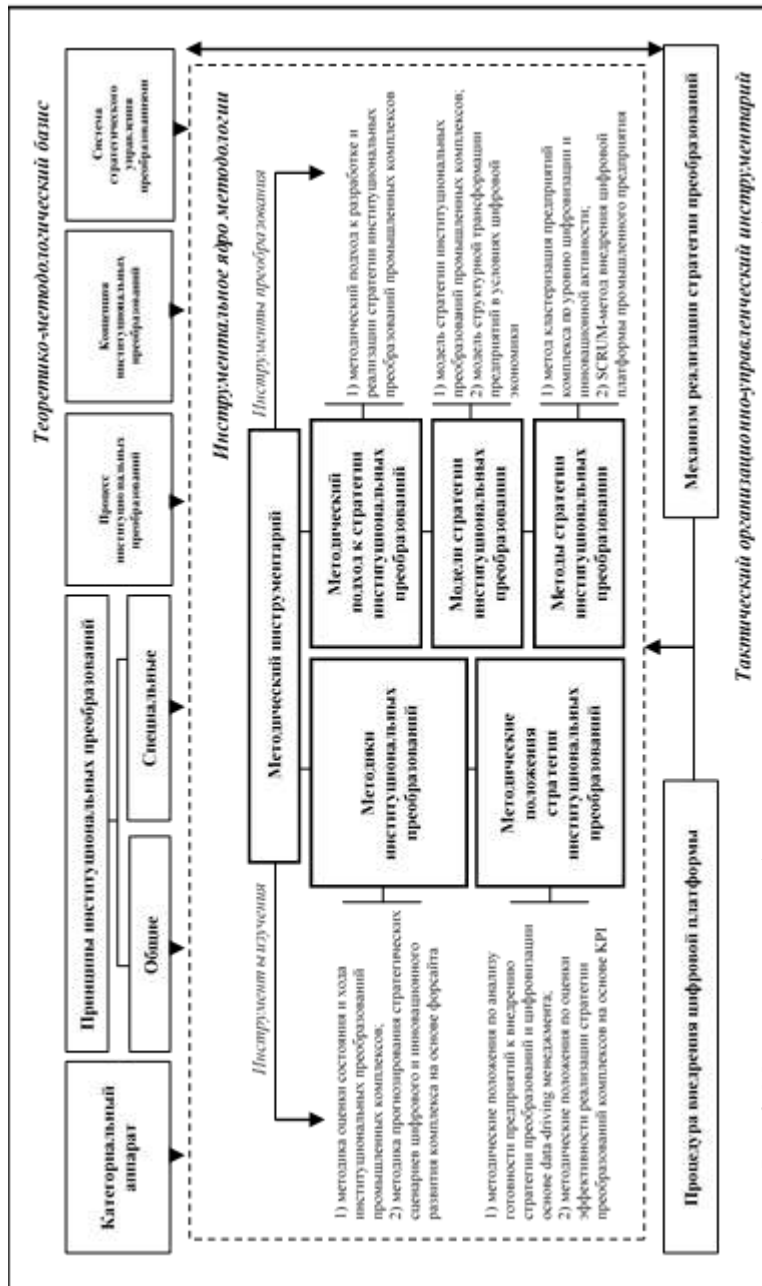 Теоретико-методологический базис
Категориальный
аппарат
Принципы институциональных преобразований
Общие
Специальные
Процесс
институциональных
преобразований
Концепция
институциональных
преобразований
Система
стратегического
управления
преобразованиями
Инструментальное ядро методологии
Методический инструментарий
Инструменты изучения
Инструменты преобразования
1) методика оценки состояния и хода
институциональных преобразований
промышленных комплексов;
2) методика прогнозирования стратегических
сценариев цифрового и инновационного
развития комплекса на основе форсайта
Методики
институциональных
преобразований
1) методические положения по анализу
готовности предприятий к внедрению
стратегии преобразований и цифровизации
основе data-driving менеджмента;
2) методические положения по оценки
эффективности реализации стратегии
преобразований комплексов на основе KPI
Методические
положения
стратегии
институциональных
преобразований
Методический
подход к стратегии
институциональных
преобразований
1) методический подход к разработке и
реализации стратегии институциональных
преобразований промышленных комплексов
Модели стратегии
институциональных
преобразовании
1) модель стратегии институциональных
преобразований промышленных комплексов;
2) модель структурной трансформации
предприятий в условиях цифровой
экономики
Методы стратегии
институциональных
преобразовании
1) метод кластеризация предприятий
комплекса по уровню цифровизации и
инновационной активности;
2) SCRUM-метод внедрения цифровой
платформы промышленного предприятия
Процедура внедрения цифровой платформы
Механизм реализации стратегии преобразований
Тактический организационно-управленческий инструментарий